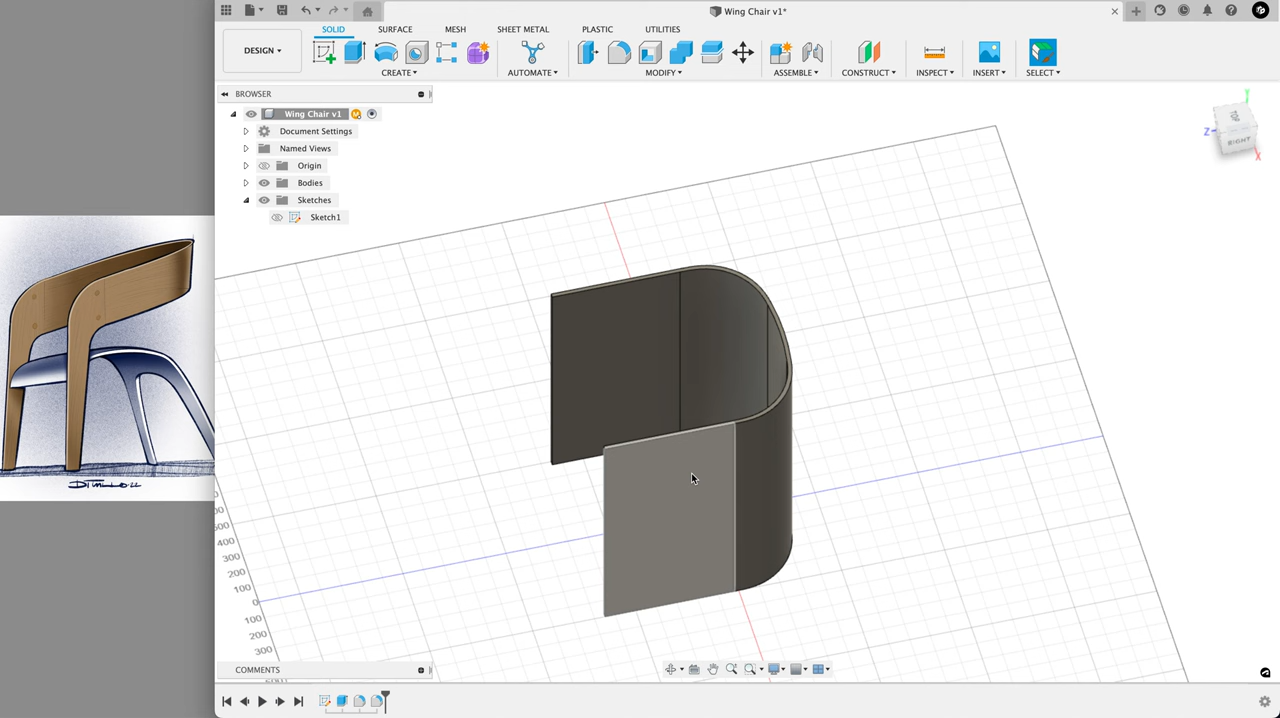 Wing Chair v1*
DESIGN
SOLID
SURFACE
MESH
SHEET METAL
PLASTIC
UTILITIES
CREATE
AUTOMATE
MODIFY
ASSEMBLE
CONSTRUCT
INSPECT
INSERT
SELECT
BROWSER
Wing Chair v1
Document Settings
Named Views
Origin
Bodies
Sketches
Sketch1
TOP
RIGHT
Y
Z
X
400
300
200
100
0
100
200
300
COMMENTS